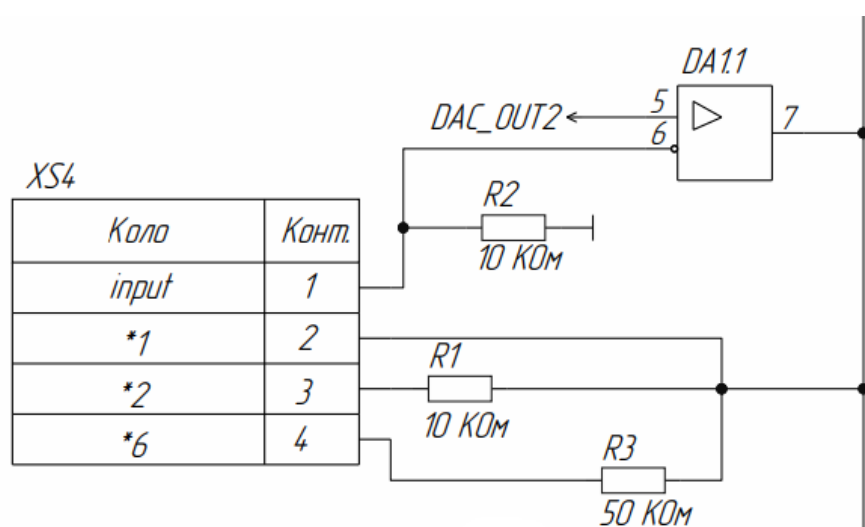 DA1.1
DAC_OUT2
5
6
7
XS4
R2
10 КОм
Коло Конт.
input 1
*1 2
*2 3
*6 4
R1
10 КОм
R3
50 КОм